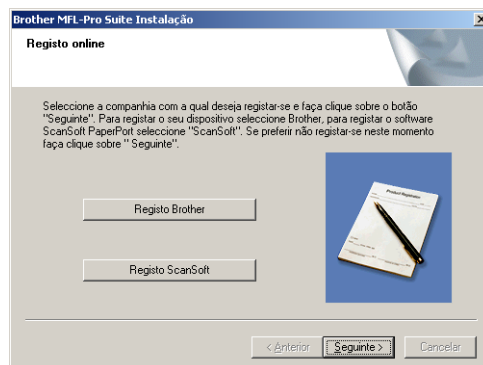 Brother MFL-Pro Suite Instalação
Registo online
Seleccione a companhia com a qual deseja registar-se e faça clique sobre o botão
"Seguinte". Para registar o seu dispositivo seleccione Brother, para registar o software
ScanSoft PaperPort seleccione "ScanSoft". Se preferir não registar-se neste momento
faça clique sobre " Seguinte".
Product Registration
Registo Brother
Registo ScanSoft
< Anterior
Seguinte >
Cancelar